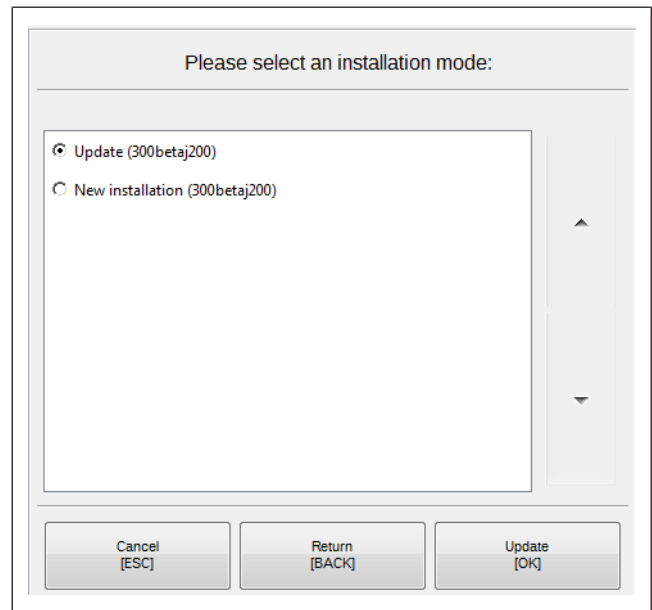 Please select an installation mode:
Update (300betaj200)
New installation (300betaj200)
Cancel
[ESC]
Return
[BACK]
Update
[OK]